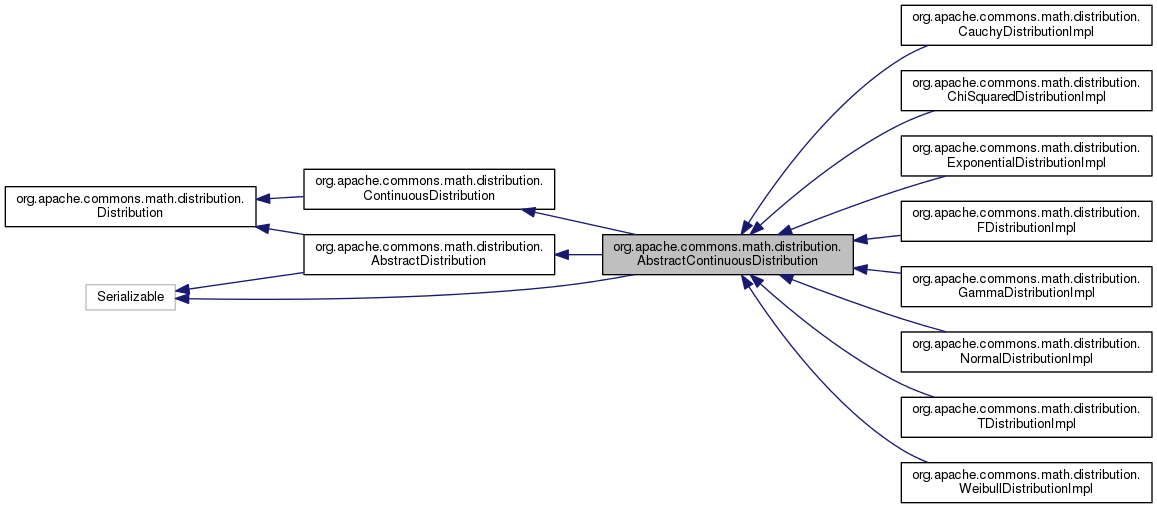 org.apache.commons.math.distribution.
Distribution
Serializable
org.apache.commons.math.distribution.
ContinuousDistribution
org.apache.commons.math.distribution.
AbstractDistribution
org.apache.commons.math.distribution.
AbstractContinuousDistribution
org.apache.commons.math.distribution.
CauchyDistributionImpl
org.apache.commons.math.distribution.
ChiSquaredDistributionImpl
org.apache.commons.math.distribution.
ExponentialDistributionImpl
org.apache.commons.math.distribution.
FDistributionImpl
org.apache.commons.math.distribution.
GammaDistributionImpl
org.apache.commons.math.distribution.
NormalDistributionImpl
org.apache.commons.math.distribution.
TDistributionImpl
org.apache.commons.math.distribution.
WeibullDistributionImpl